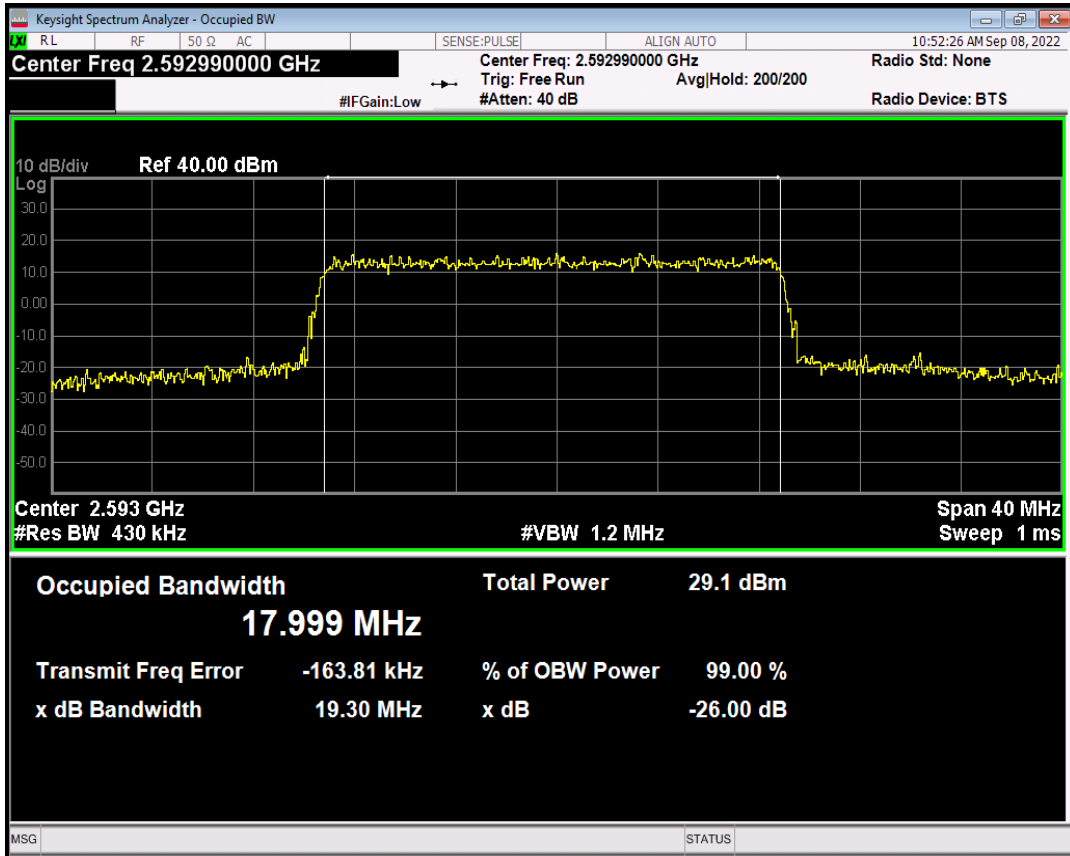 Keysight Spectrum Analyzer - Occupied BW
LXI RL RF 50 Ω AC SENSE:PULSE ALIGN AUTO 10:52:26 AM Sep 08, 2022
Center Freq 2.592990000 GHz Center Freq: 2.592990000 GHz Radio Std: None
Trig: Free Run Avg|Hold: 200/200
#IFGain:Low #Atten: 40 dB Radio Device: BTS
10 dB/div Ref 40.00 dBm
Log
30.0
20.0
10.0
0.00
-10.0
-20.0
-30.0
-40.0
-50.0
Center 2.593 GHz Span 40 MHz
#Res BW 430 kHz #VBW 1.2 MHz Sweep 1 ms
Occupied Bandwidth Total Power 29.1 dBm
17.999 MHz
Transmit Freq Error -163.81 kHz % of OBW Power 99.00 %
x dB Bandwidth 19.30 MHz x dB -26.00 dB
MSG STATUS